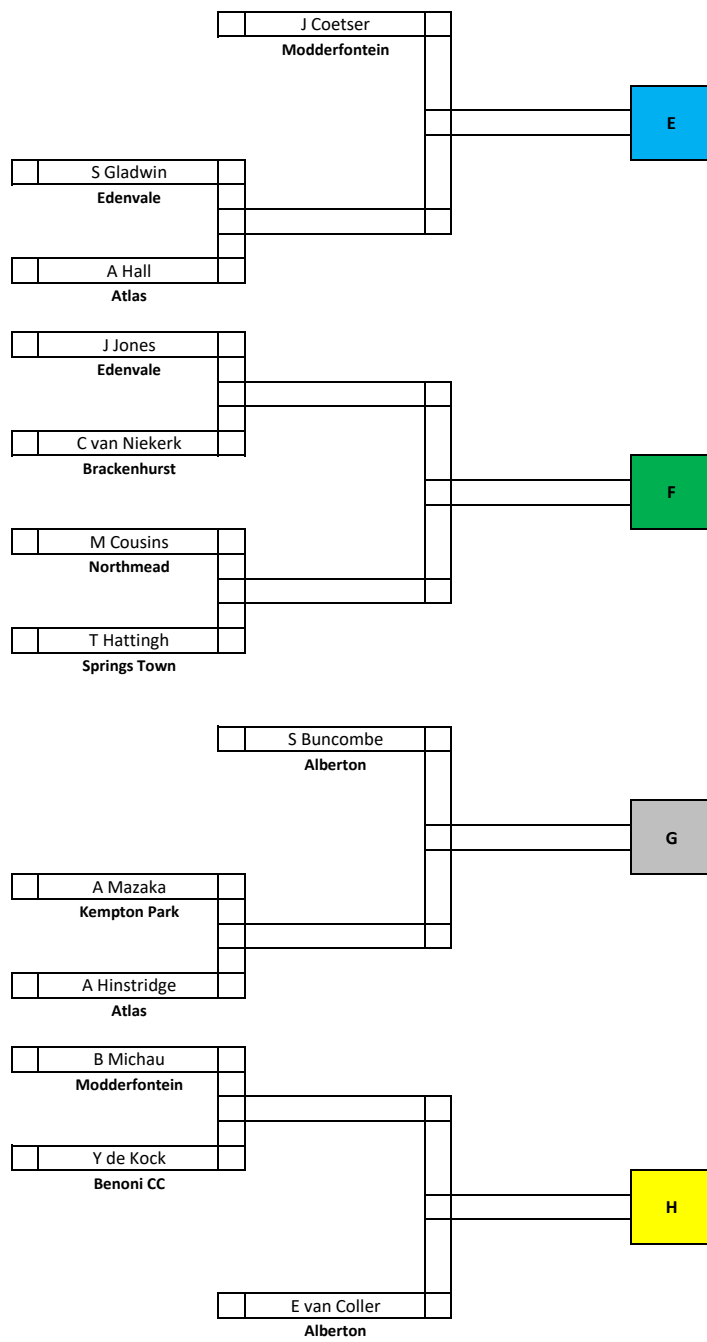 J Coetser
Modderfontein
E
S Gladwin
Edenvale
A Hall
Atlas
J Jones
Edenvale
C van Niekerk
Brackenhurst
F
M Cousins
Northmead
T Hattingh
Springs Town
S Buncombe
Alberton
G
A Mazaka
Kempton Park
A Hinstridge
Atlas
B Michau
Modderfontein
Y de Kock
Benoni CC
H
E van Coller
Alberton